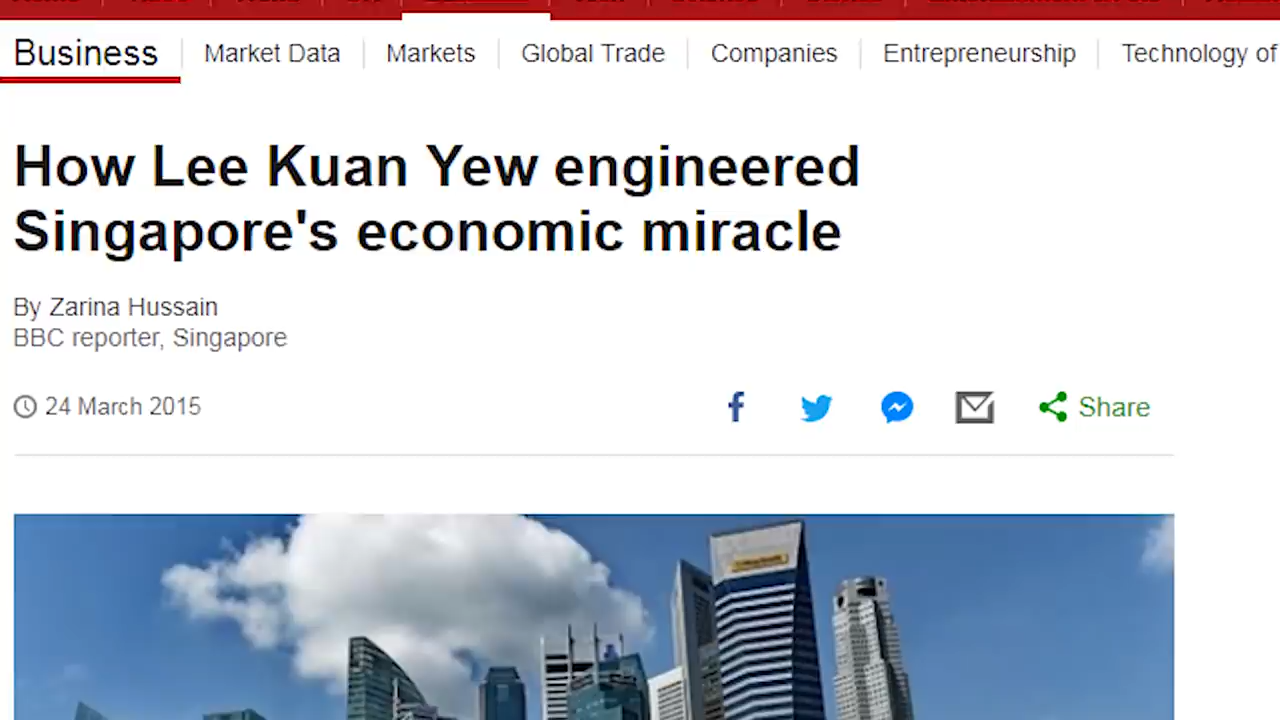 Business
Market Data
Markets
Global Trade
Companies
Entrepreneurship
Technology of
How Lee Kuan Yew engineered
Singapore's economic miracle
By Zarina Hussain
BBC reporter, Singapore
24 March 2015
Share